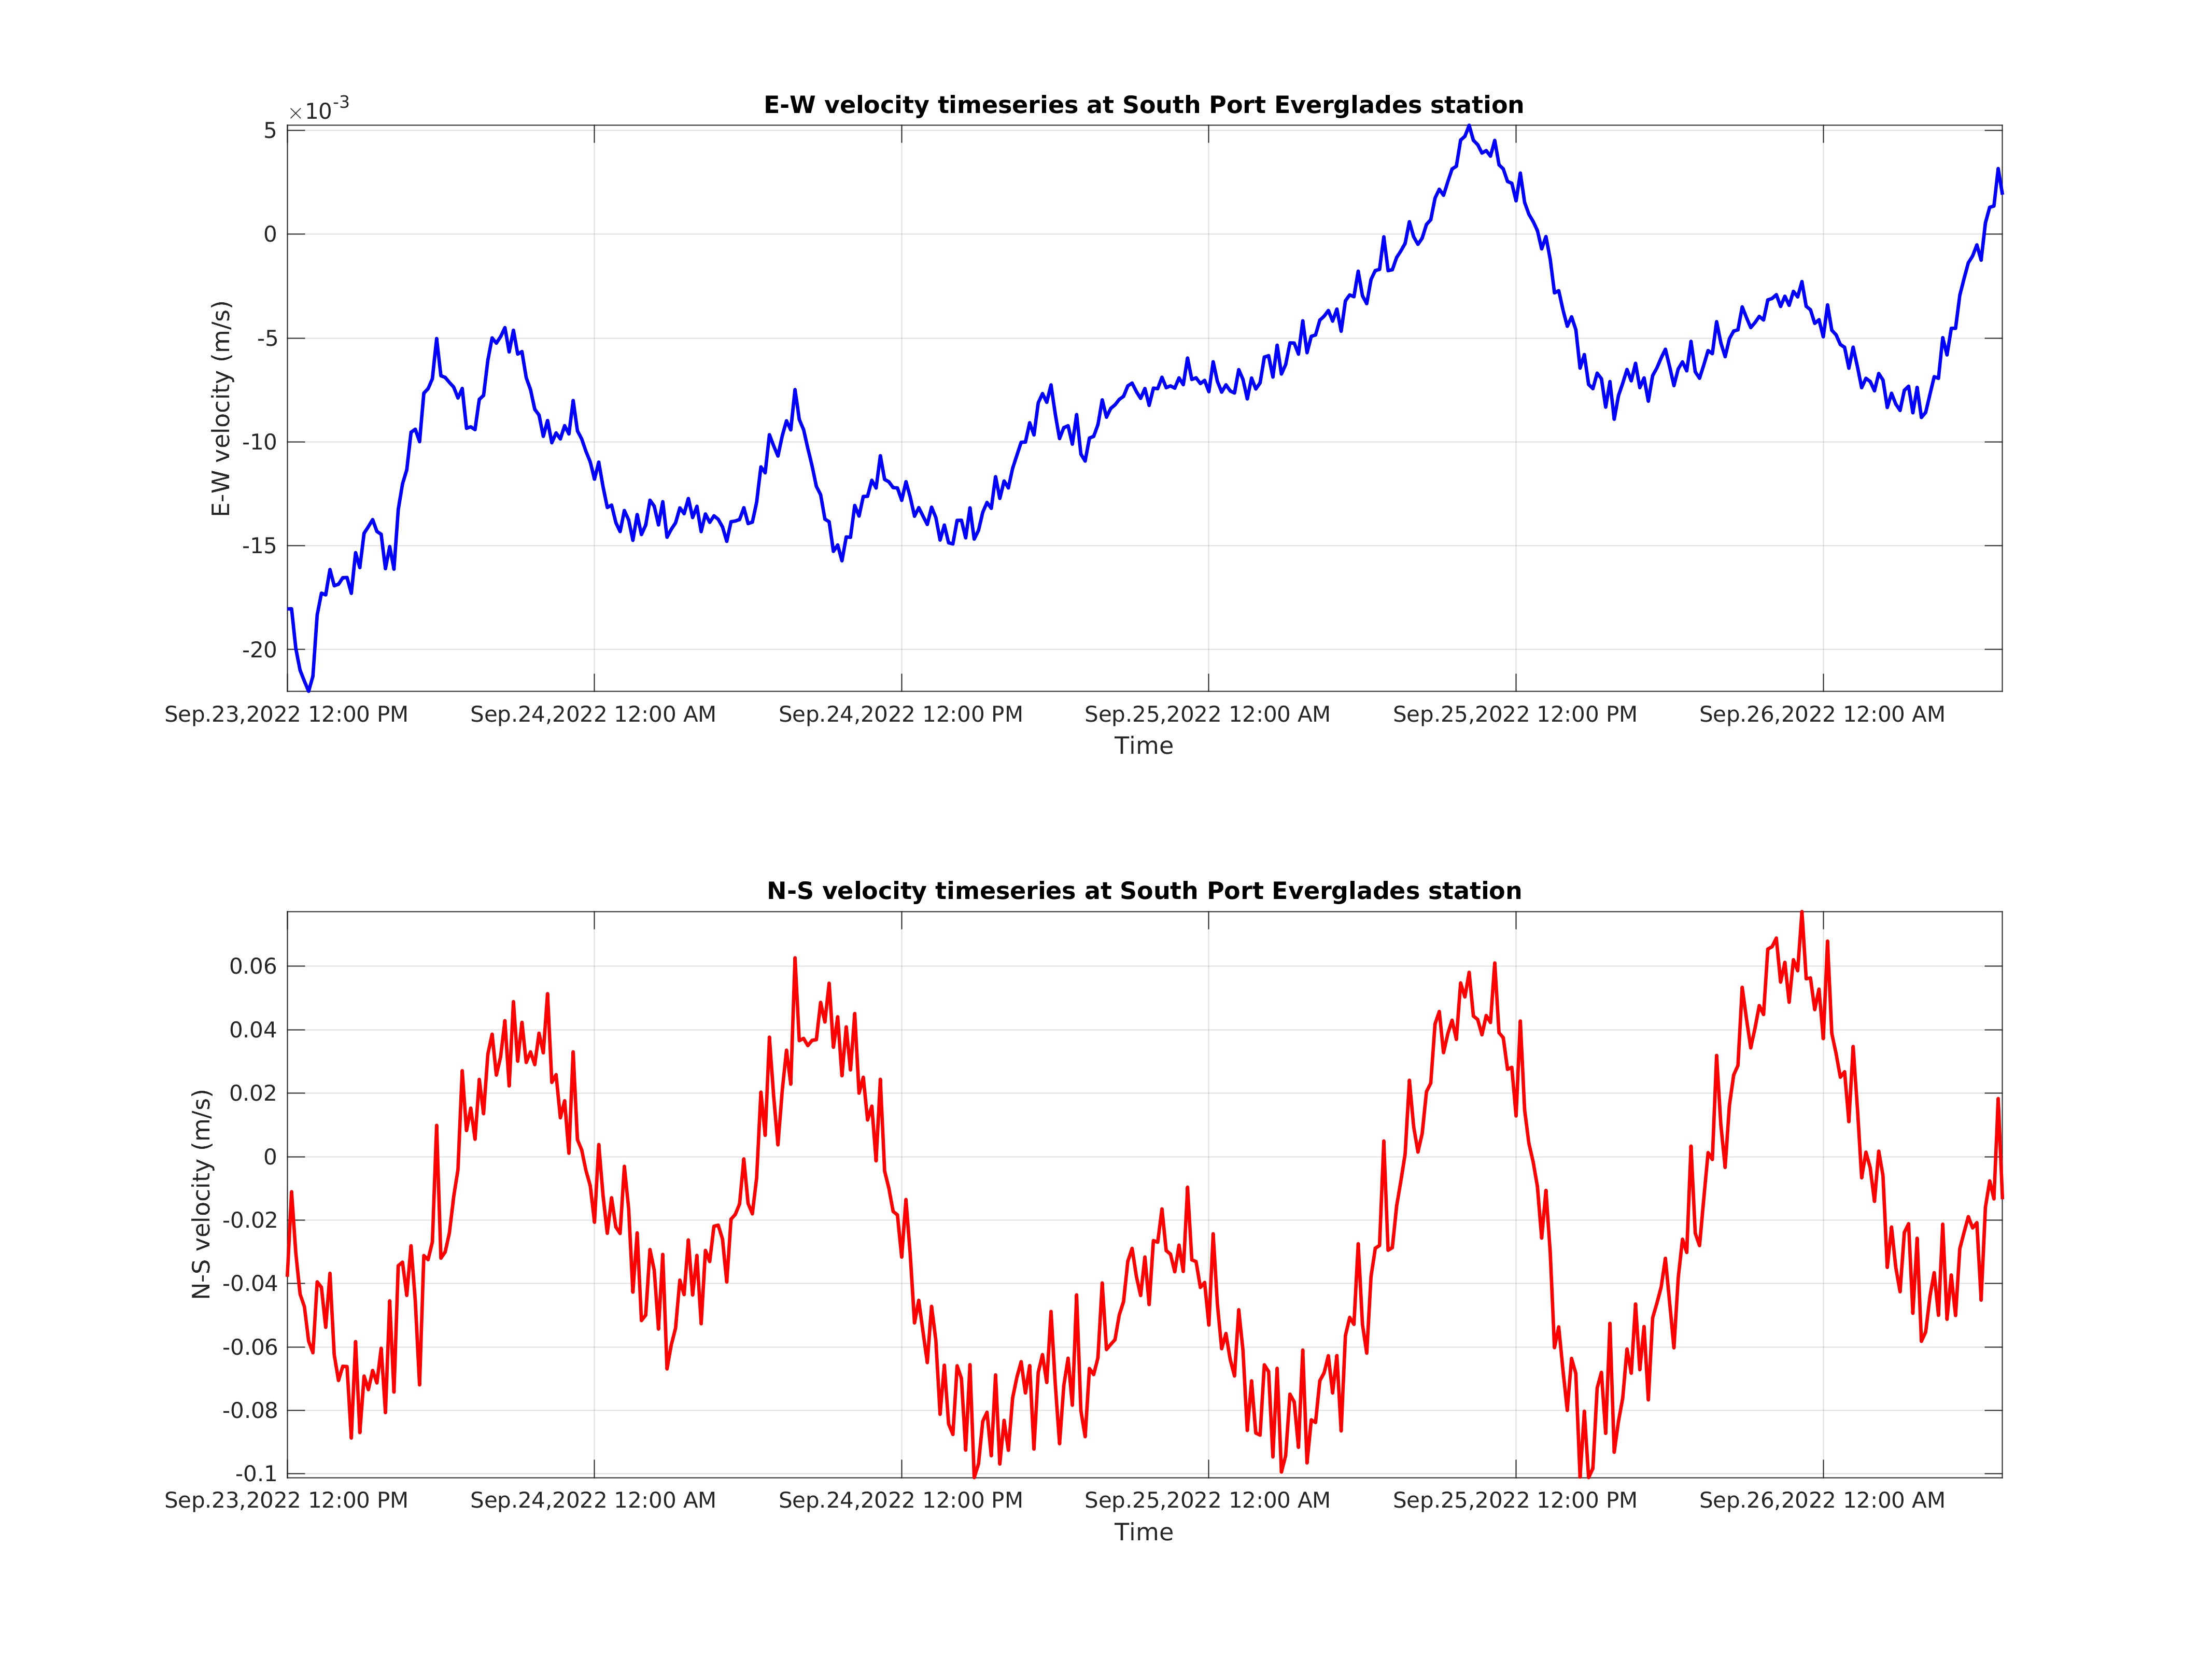 E-W velocity timeseries at South Port Everglades station
×10-3
5
0
-5
-10
-15
-20
E-W velocity (m/s)
Sep.23,2022 12:00 PM Sep.24,2022 12:00 AM Sep.24,2022 12:00 PM Sep.25,2022 12:00 AM Sep.25,2022 12:00 PM Sep.26,2022 12:00 AM
Time
N-S velocity timeseries at South Port Everglades station
0.06
0.04
0.02
0
-0.02
-0.04
-0.06
-0.08
-0.1
N-S velocity (m/s)
Sep.23,2022 12:00 PM Sep.24,2022 12:00 AM Sep.24,2022 12:00 PM Sep.25,2022 12:00 AM Sep.25,2022 12:00 PM Sep.26,2022 12:00 AM
Time